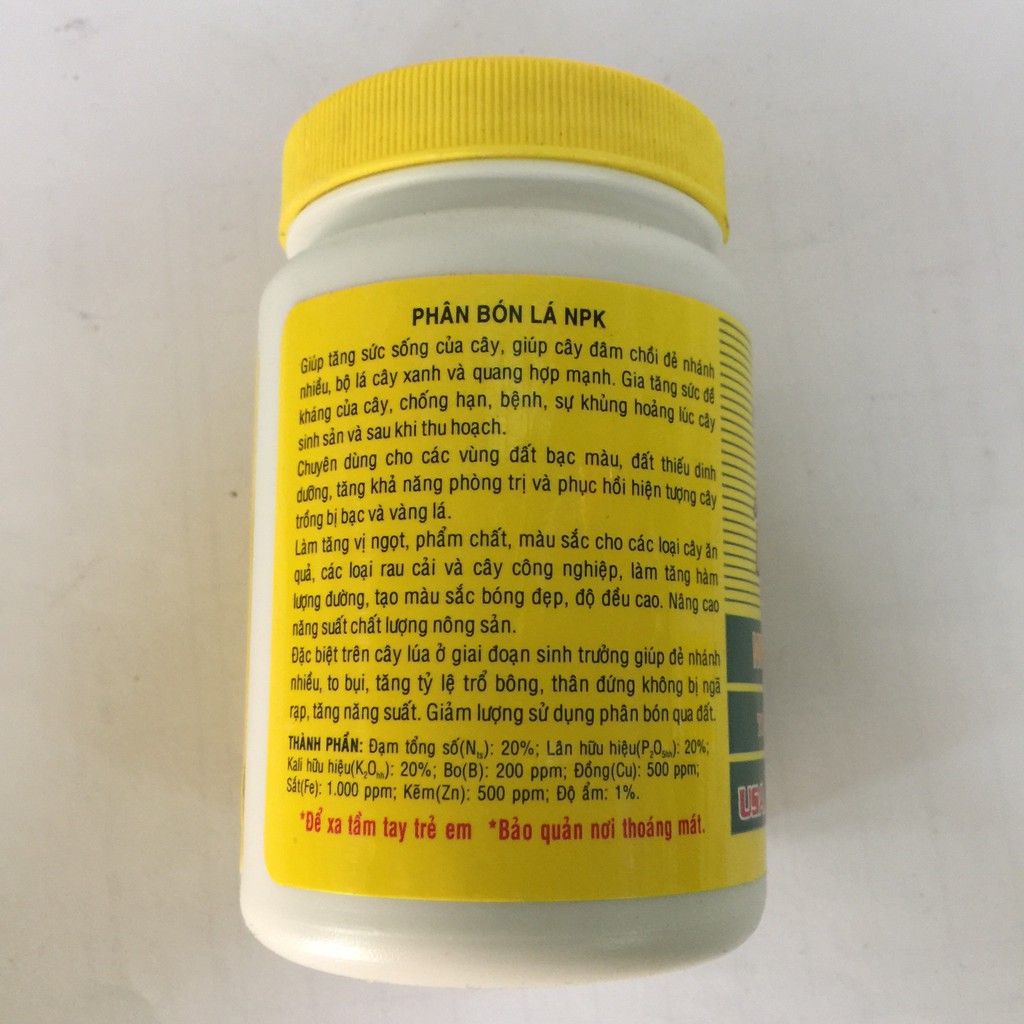 PHÂN BÓN LÁ NPK
Giúp tăng sức sống của cây, giúp cây đâm chồi đẻ nhánh
nhiều, bộ lá cây xanh và quang hợp mạnh. Gia tăng sức đề
kháng của cây, chống hạn, bệnh, sự khủng hoảng lúc cây
sinh sản và sau khi thu hoạch.
Chuyên dùng cho các vùng đất bạc màu, đất thiếu dinh
dưỡng, tăng khả năng phòng trị và phục hồi hiện tượng cây
trồng bị bạc và vàng lá.
Làm tăng vị ngọt, phẩm chất, màu sắc cho các loại cây ăn
quả, các loại rau cải và cây công nghiệp, làm tăng hàm
lượng đường, tạo màu sắc bóng đẹp, độ đều cao. Nâng cao
năng suất chất lượng nông sản.
Đặc biệt trên cây lúa ở giai đoạn sinh trưởng giúp đẻ nhánh
nhiều, to bụi, tăng tỷ lệ trổ bông, thân đứng không bị ngã
rạp, tăng năng suất. Giảm lượng sử dụng phân bón qua đất.
THÀNH PHẦN: Đạm tổng số(Nts): 20%; Lân hữu hiệu(P2O5hh): 20%;
Kali hữu hiệu(K2Ohh): 20%; Bo(B): 200 ppm; Đồng(Cu): 500 ppm;
Sắt(Fe): 1.000 ppm; Kẽm(Zn): 500 ppm; Độ ẩm: 1%.
*Để xa tầm tay trẻ em *Bảo quản nơi thoáng mát.
USA